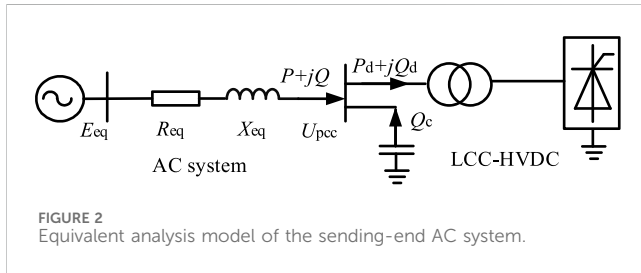 P+jQ
Pd+jQd
Eeq
Req
Xeq
Upcc
Qc
AC system
LCC-HVDC
FIGURE 2
Equivalent analysis model of the sending-end AC system.